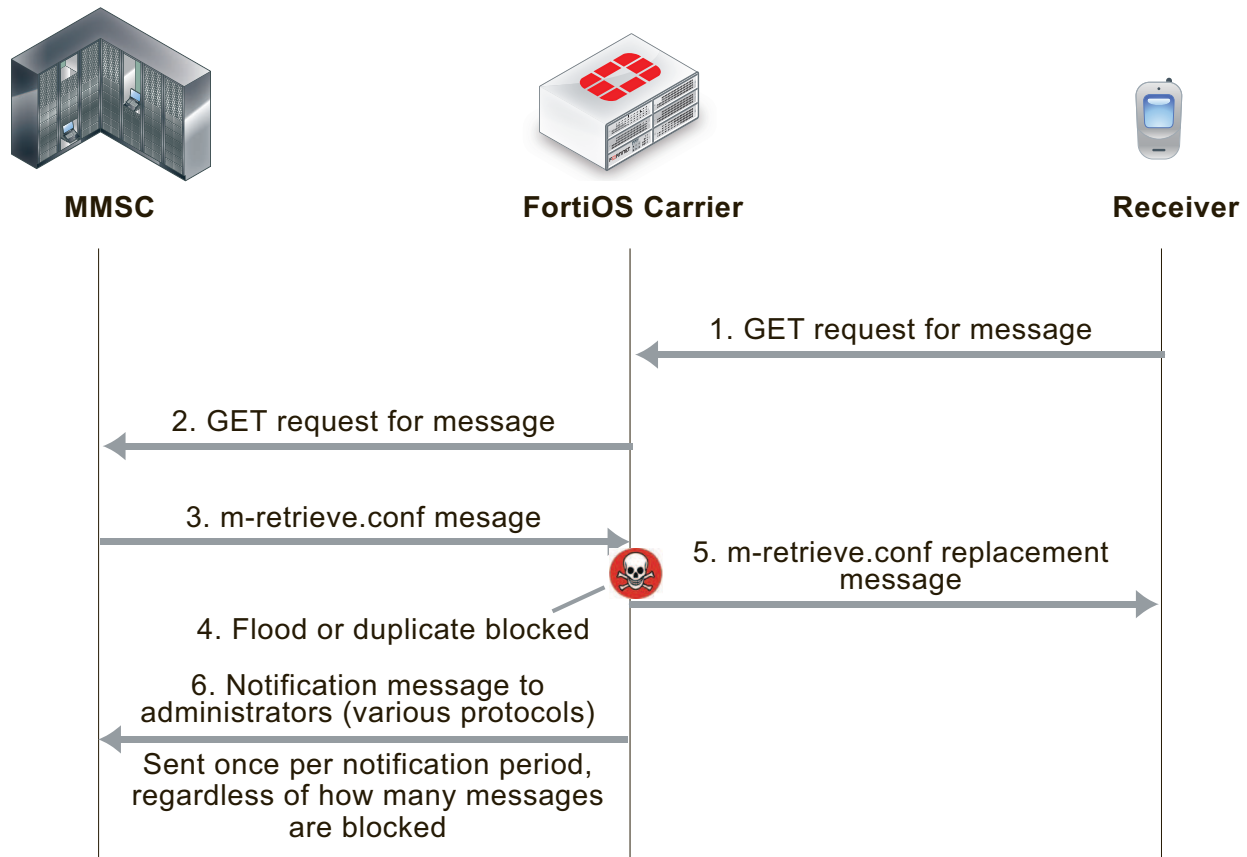 MMSC
FortiOS Carrier
Receiver
1. GET request for message
2. GET request for message
3. m-retrieve.conf mesage
5. m-retrieve.conf replacement
message
4. Flood or duplicate blocked
6. Notification message to
administrators (various protocols)
Sent once per notification period,
regardless of how many messages
are blocked